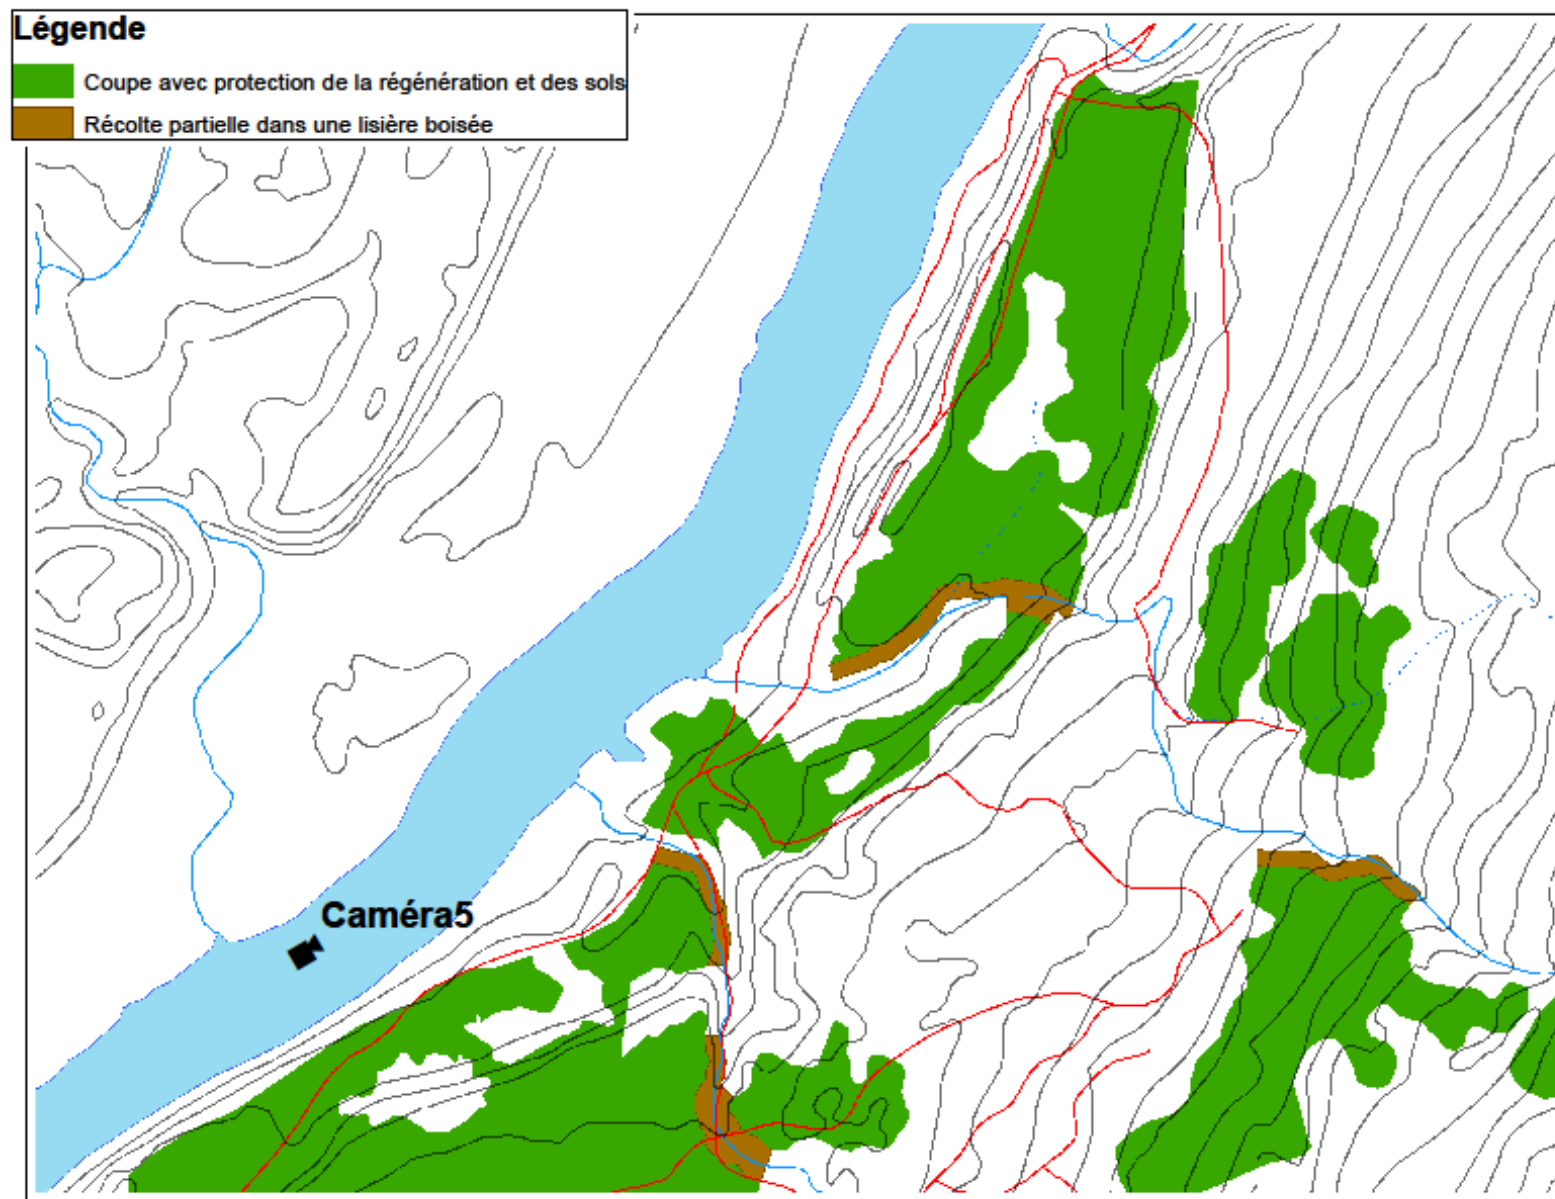 Légende
Coupe avec protection de la régénération et des sols
Récolte partielle dans une lisière boisée
Caméra5